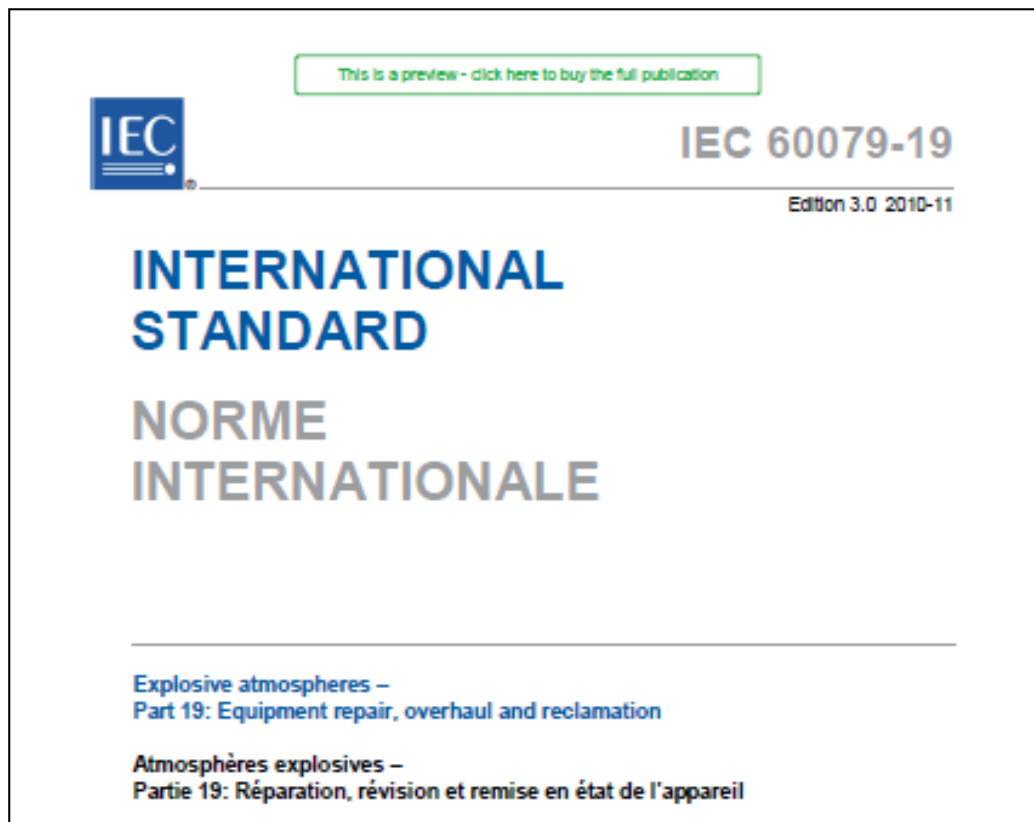 This is a preview - click here to buy the full publication
IEC
®
IEC 60079-19
Edition 3.0 2010-11
INTERNATIONAL
STANDARD
NORME
INTERNATIONALE
Explosive atmospheres –
Part 19: Equipment repair, overhaul and reclamation
Atmosphères explosives –
Partie 19: Réparation, révision et remise en état de l'appareil